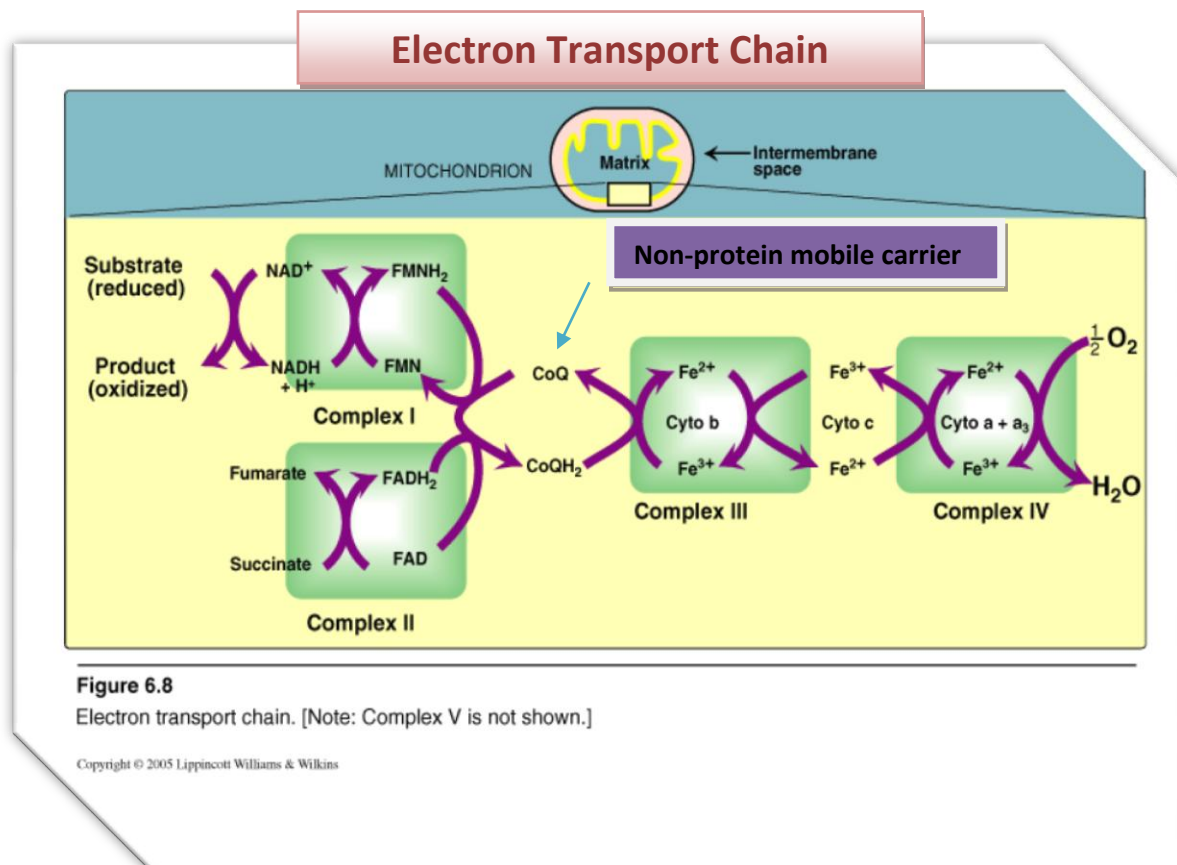 Electron Transport Chain
MITOCHONDRION
Matrix
Intermembrane
space
Non-protein mobile carrier
Substrate
(reduced)
NAD⁺
FMNH₂
Product
(oxidized)
NADH
+ H⁺
FMN
Complex I
CoQ
CoQH₂
Fumarate
FADH₂
Succinate
FAD
Complex II
Fe²⁺
Cyto b
Fe³⁺
Complex III
Fe³⁺
Cyto c
Fe²⁺
Fe²⁺
Cyto a + a₃
Fe³⁺
Complex IV
½O₂
H₂O
Figure 6.8
Electron transport chain. [Note: Complex V is not shown.]
Copyright © 2005 Lippincott Williams & Wilkins